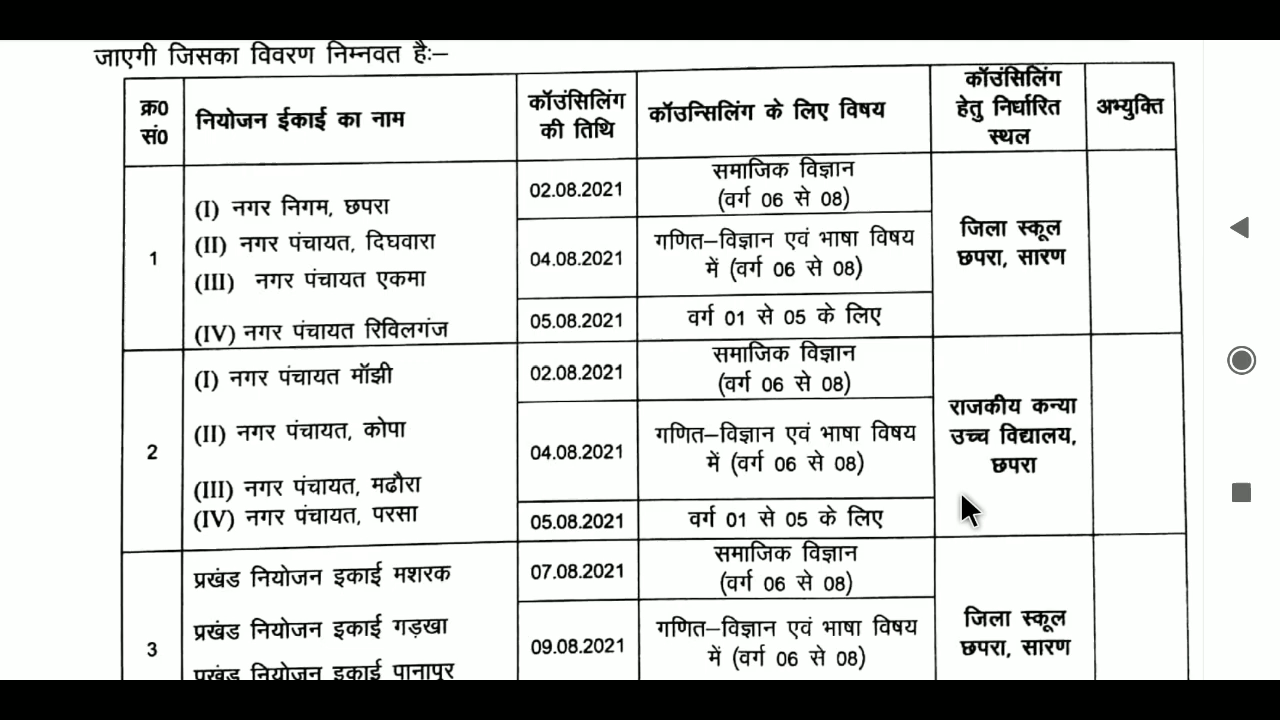 जाएगी जिसका विवरण निम्नवत है:–
क्र0 सं0
नियोजन ईकाई का नाम
कॉउंसिलिंग की तिथि
कॉउन्सिलिंग के लिए विषय
कॉउंसिलिंग हेतु निर्धारित स्थल
अभ्युक्ति
1
(I) नगर निगम, छपरा
(II) नगर पंचायत, दिघवारा
(III) नगर पंचायत एकमा
(IV) नगर पंचायत रिविलगंज
02.08.2021
समाजिक विज्ञान
(वर्ग 06 से 08)
04.08.2021
गणित–विज्ञान एवं भाषा विषय
में (वर्ग 06 से 08)
05.08.2021
वर्ग 01 से 05 के लिए
जिला स्कूल
छपरा, सारण
2
(I) नगर पंचायत मॉझी
(II) नगर पंचायत, कोपा
(III) नगर पंचायत, मढौरा
(IV) नगर पंचायत, परसा
02.08.2021
समाजिक विज्ञान
(वर्ग 06 से 08)
04.08.2021
गणित–विज्ञान एवं भाषा विषय
में (वर्ग 06 से 08)
05.08.2021
वर्ग 01 से 05 के लिए
राजकीय कन्या
उच्च विद्यालय,
छपरा
3
प्रखंड नियोजन इकाई मशरक
प्रखंड नियोजन इकाई गड़खा
प्रखंड नियोजन इकाई पानापुर
07.08.2021
समाजिक विज्ञान
(वर्ग 06 से 08)
09.08.2021
गणित–विज्ञान एवं भाषा विषय
में (वर्ग 06 से 08)
जिला स्कूल
छपरा, सारण